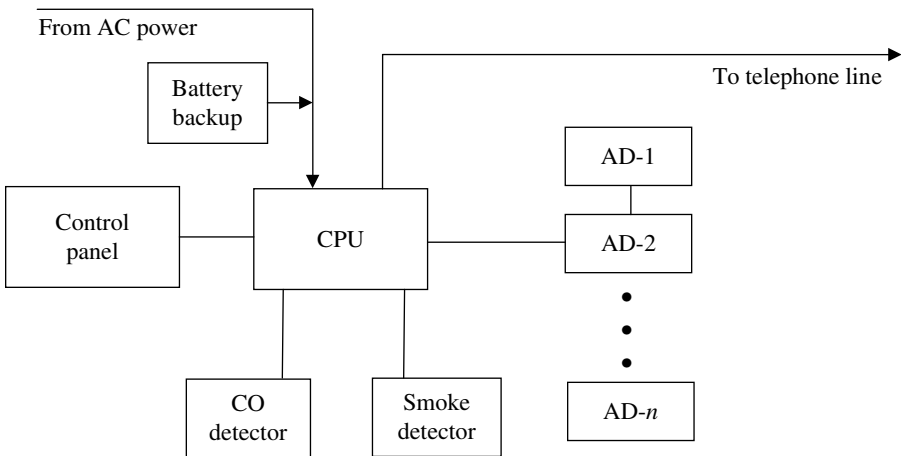 From AC power
To telephone line
Battery
backup
AD-1
Control
panel
CPU
AD-2
CO
detector
Smoke
detector
AD-n